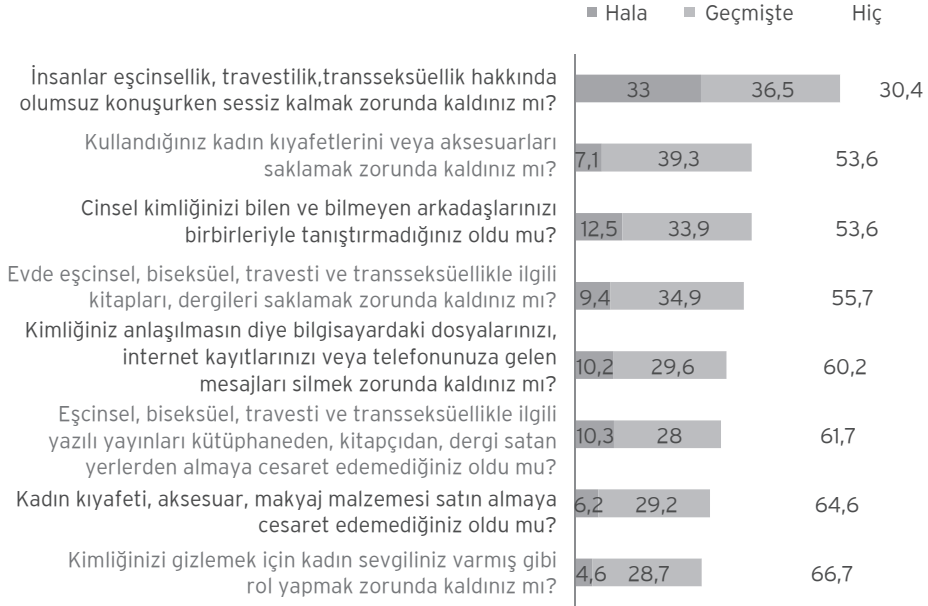 Hala Geçmişte Hiç
İnsanlar eşcinsellik, travestilik,transseksüellik hakkında
olumsuz konuşurken sessiz kalmak zorunda kaldınız mı?
33 36,5 30,4
Kullandığınız kadın kıyafetlerini veya aksesuarları
saklamak zorunda kaldınız mı?
7,1 39,3 53,6
Cinsel kimliğinizi bilen ve bilmeyen arkadaşlarınızı
birbirleriyle tanıştırmadığınız oldu mu?
12,5 33,9 53,6
Evde eşcinsel, biseksüel, travesti ve transseksüellikle ilgili
kitapları, dergileri saklamak zorunda kaldınız mı?
9,4 34,9 55,7
Kimliğiniz anlaşılmasın diye bilgisayardaki dosyalarınızı,
internet kayıtlarınızı veya telefonunuza gelen
mesajları silmek zorunda kaldınız mı?
10,2 29,6 60,2
Eşcinsel, biseksüel, travesti ve transseksüellikle ilgili
yazılı yayınları kütüphaneden, kitapçıdan, dergi satan
yerlerden almaya cesaret edemediğiniz oldu mu?
10,3 28 61,7
Kadın kıyafeti, aksesuar, makyaj malzemesi satın almaya
cesaret edemediğiniz oldu mu?
6,2 29,2 64,6
Kimliğinizi gizlemek için kadın sevgiliniz varmış gibi
rol yapmak zorunda kaldınız mı?
4,6 28,7 66,7